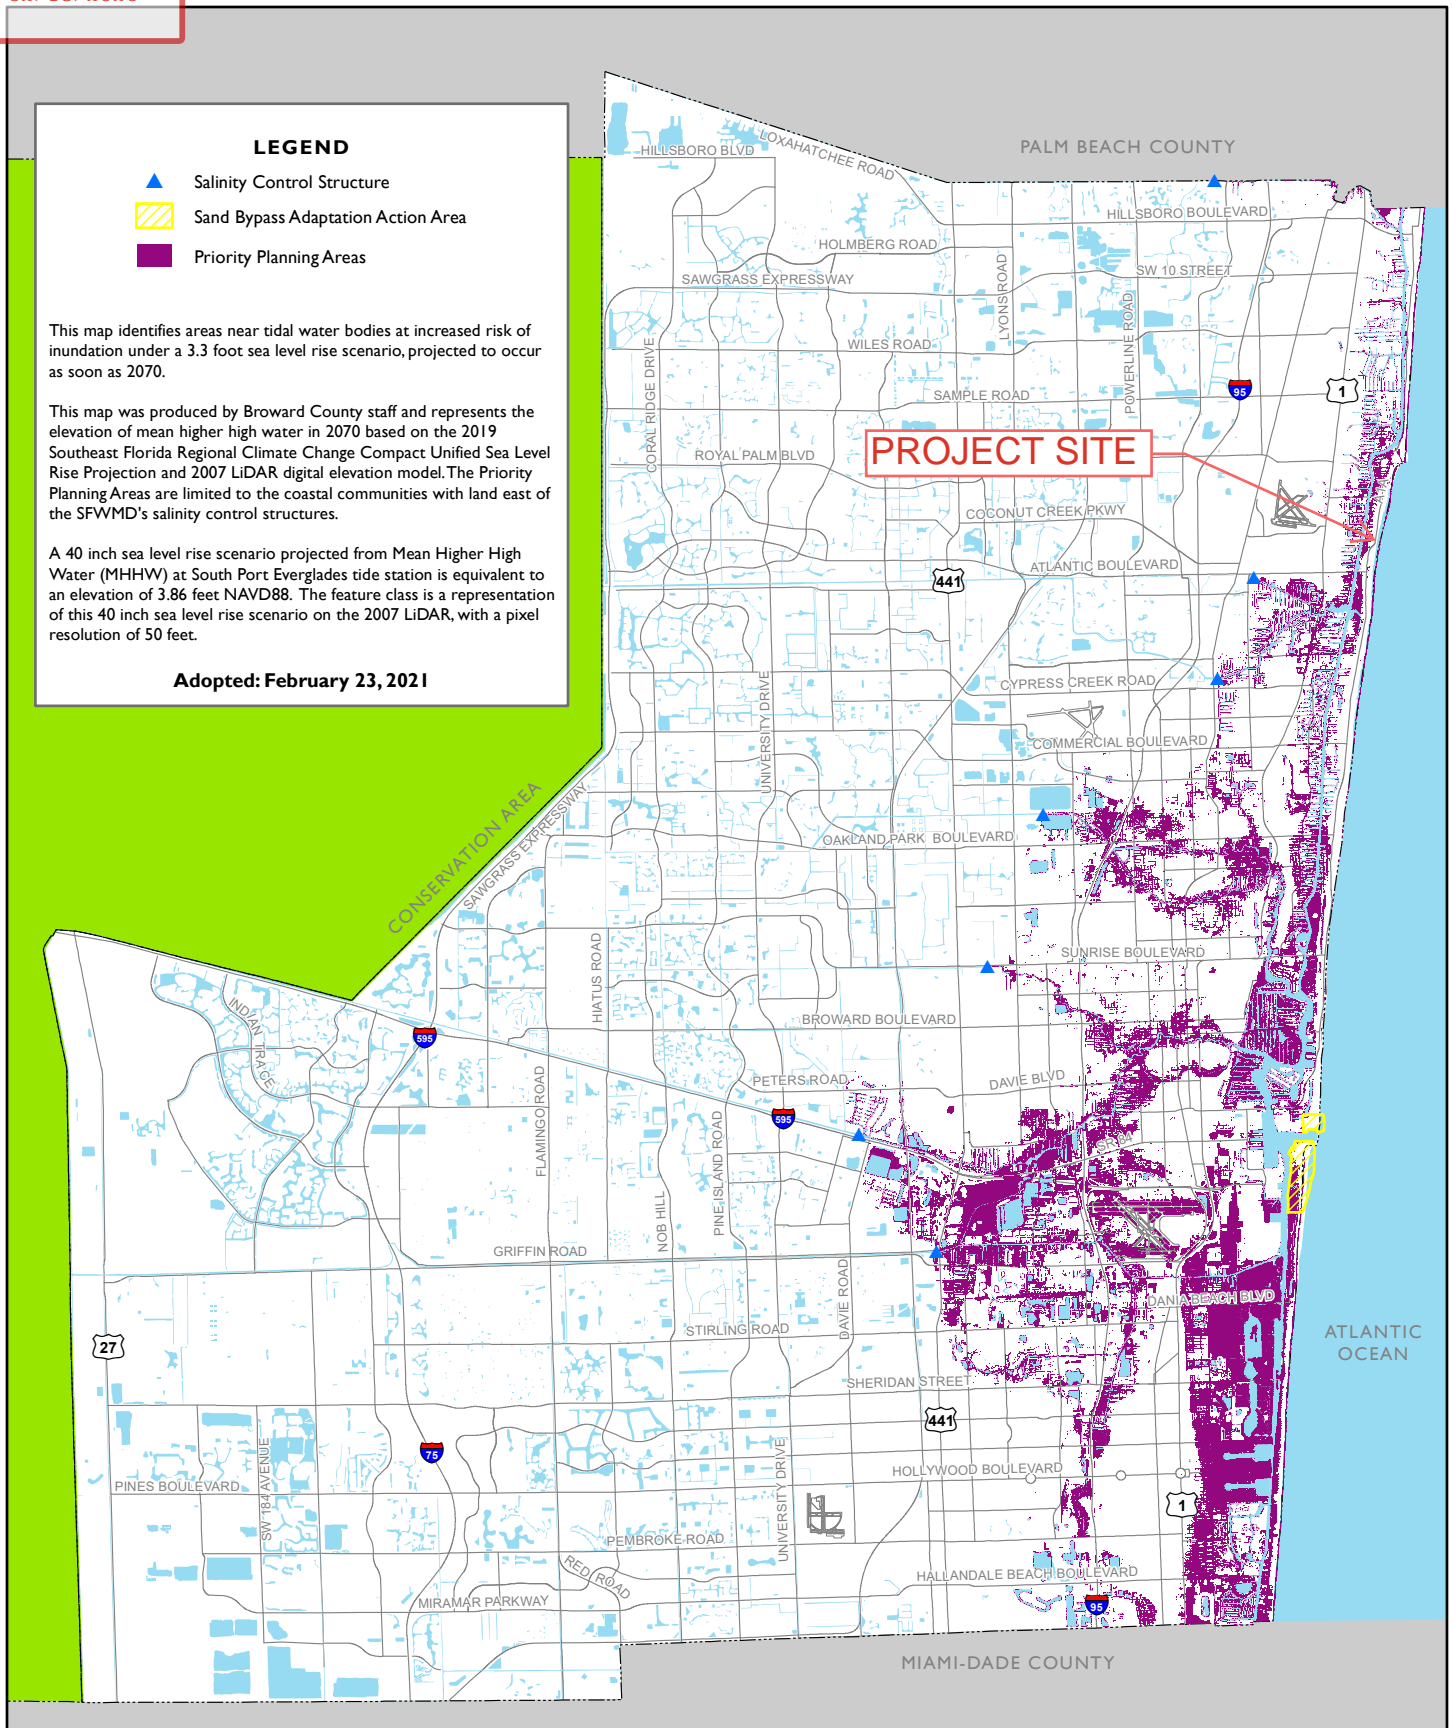 LEGEND
Salinity Control Structure
Sand Bypass Adaptation Action Area
Priority Planning Areas
This map identifies areas near tidal water bodies at increased risk of
inundation under a 3.3 foot sea level rise scenario, projected to occur
as soon as 2070.
This map was produced by Broward County staff and represents the
elevation of mean higher high water in 2070 based on the 2019
Southeast Florida Regional Climate Change Compact Unified Sea Level
Rise Projection and 2007 LiDAR digital elevation model. The Priority
Planning Areas are limited to the coastal communities with land east of
the SFWMD's salinity control structures.
A 40 inch sea level rise scenario projected from Mean Higher High
Water (MHHW) at South Port Everglades tide station is equivalent to
an elevation of 3.86 feet NAVD88. The feature class is a representation
of this 40 inch sea level rise scenario on the 2007 LiDAR, with a pixel
resolution of 50 feet.
Adopted: February 23, 2021
PALM BEACH COUNTY
LOXAHATCHEE ROAD
HILLSBORO BLVD
HILLSBORO BOULEVARD
HOLMBERG ROAD
SW 10 STREET
SAWGRASS EXPRESSWAY
LYONS ROAD
POWERLINE ROAD
WILES ROAD
CORAL RIDGE DRIVE
SAMPLE ROAD
95
1
ROYAL PALM BLVD
PROJECT SITE
A1A
COCONUT CREEK PKWY
ATLANTIC BOULEVARD
441
CYPRESS CREEK ROAD
UNIVERSITY DRIVE
COMMERCIAL BOULEVARD
CONSERVATION AREA
SAWGRASS EXPRESSWAY
OAKLAND PARK BOULEVARD
HIATUS ROAD
SUNRISE BOULEVARD
INDIAN TRACE
BROWARD BOULEVARD
595
FLAMINGO ROAD
PETERS ROAD
DAVIE BLVD
595
PINE ISLAND ROAD
SR 84
NOB HILL
GRIFFIN ROAD
DAVIE ROAD
DANIA BEACH BLVD
STIRLING ROAD
27
ATLANTIC
OCEAN
SHERIDAN STREET
441
75
SW 184 AVENUE
UNIVERSITY DRIVE
HOLLYWOOD BOULEVARD
PINES BOULEVARD
1
PEMBROKE ROAD
RED ROAD
HALLANDALE BEACH BOULEVARD
MIRAMAR PARKWAY
95
MIAMI-DADE COUNTY